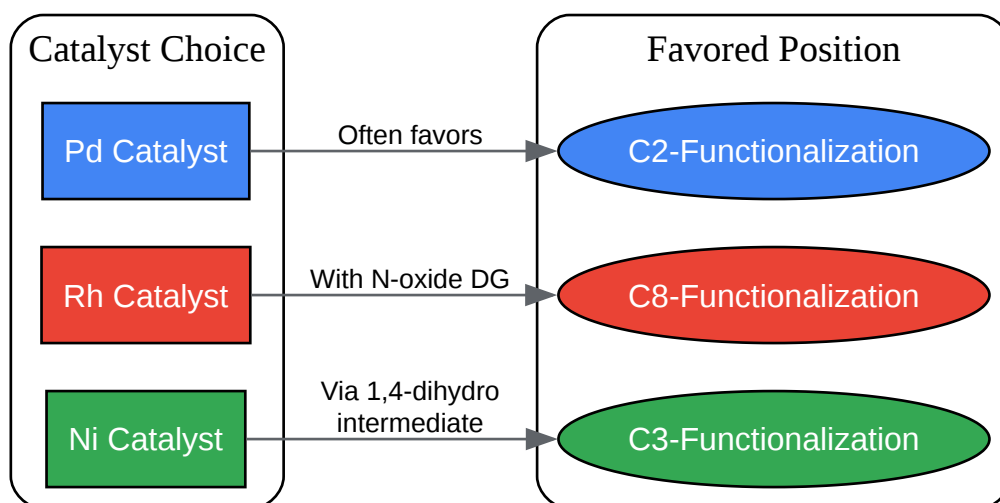 Catalyst Choice
Favored Position
Pd Catalyst
Often favors
C2-Functionalization
Rh Catalyst
With N-oxide DG
C8-Functionalization
Ni Catalyst
Via 1,4-dihydro
intermediate
C3-Functionalization